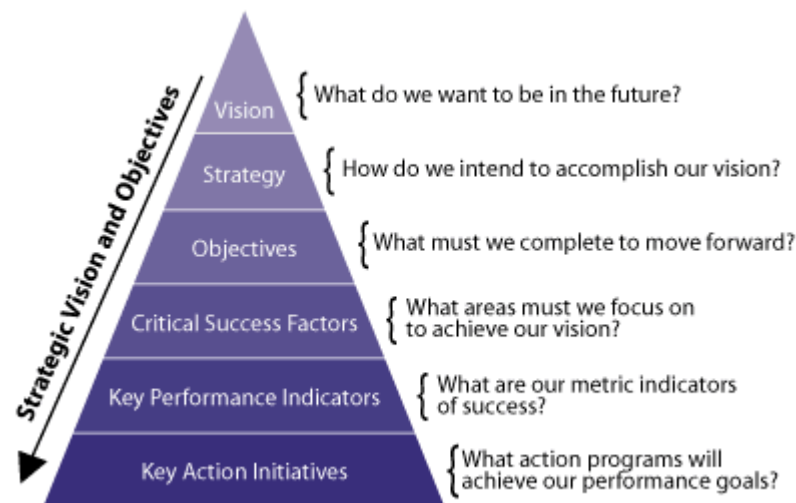 Strategic Vision and Objectives
Vision
What do we want to be in the future?
Strategy
How do we intend to accomplish our vision?
Objectives
What must we complete to move forward?
Critical Success Factors
What areas must we focus on
to achieve our vision?
Key Performance Indicators
What are our metric indicators
of success?
Key Action Initiatives
What action programs will
achieve our performance goals?